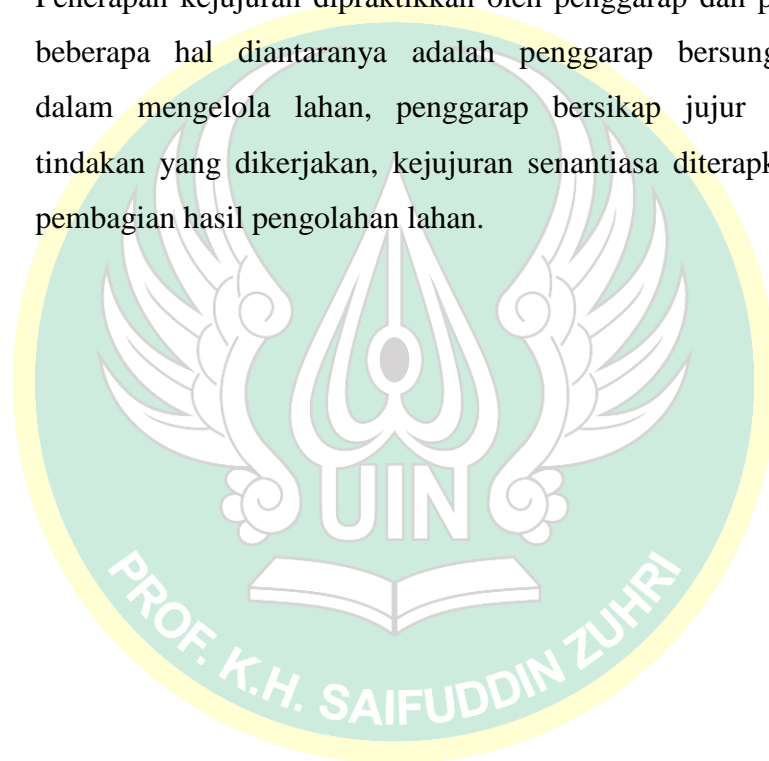 Penerapan kejujuran dipraktikkan oleh penggarap dan
beberapa hal diantaranya adalah penggarap
dalam mengelola lahan, penggarap bersikap jujur
tindakan yang dikerjakan, kejujuran senantiasa
pembagian hasil pengolahan lahan.
UIN
PROF. K.H. SAIFUDDIN ZUHRI